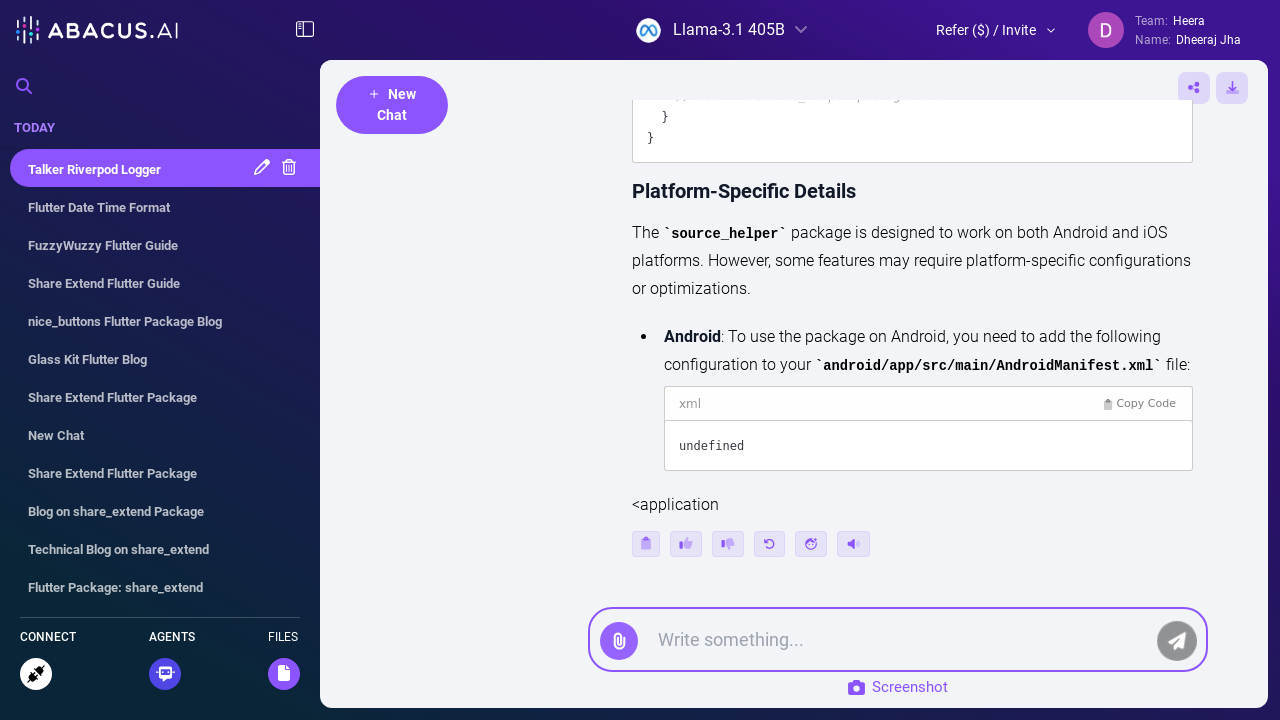 ABACUS.AI
Llama-3.1 405B
Refer ($) / Invite
D
Team: Heera
Name: Dheeraj Jha
TODAY
Talker Riverpod Logger
Flutter Date Time Format
FuzzyWuzzy Flutter Guide
Share Extend Flutter Guide
nice_buttons Flutter Package Blog
Glass Kit Flutter Blog
Share Extend Flutter Package
New Chat
Share Extend Flutter Package
Blog on share_extend Package
Technical Blog on share_extend
Flutter Package: share_extend
CONNECT
AGENTS
FILES
+ New
Chat
}
}
Platform-Specific Details
The `source_helper` package is designed to work on both Android and iOS
platforms. However, some features may require platform-specific configurations
or optimizations.
• Android: To use the package on Android, you need to add the following
configuration to your `android/app/src/main/AndroidManifest.xml` file:
xml
Copy Code
undefined
<application
Write something...
Screenshot